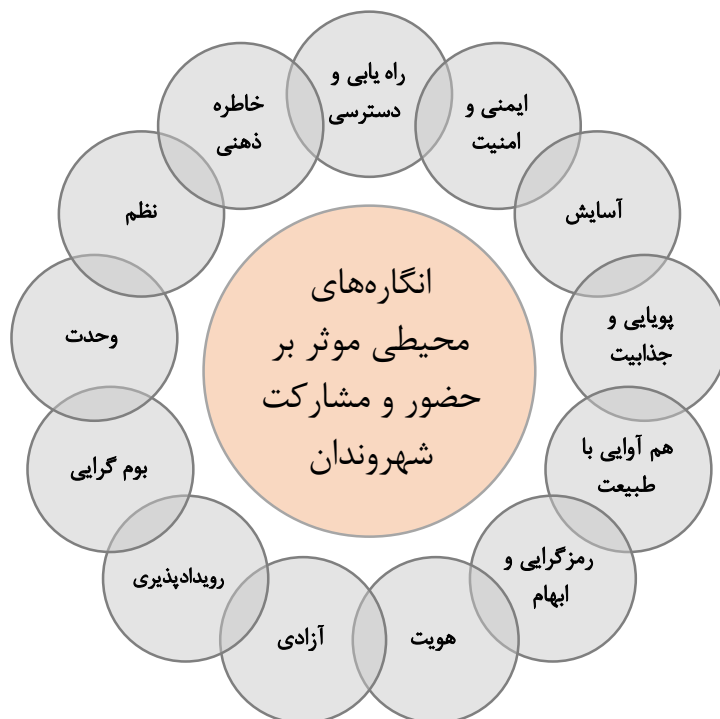 انگاره‌های
محیطی موثر بر
حضور و مشارکت
شهروندان
راه یابی و
دسترسی
ایمنی و
امنیت
آسایش
پویایی و
جذابیت
هم آوایی با
طبیعت
رمزگرایی و
ابهام
هویت
آزادی
رویدادپذیری
بوم گرایی
وحدت
نظم
خاطره
ذهنی